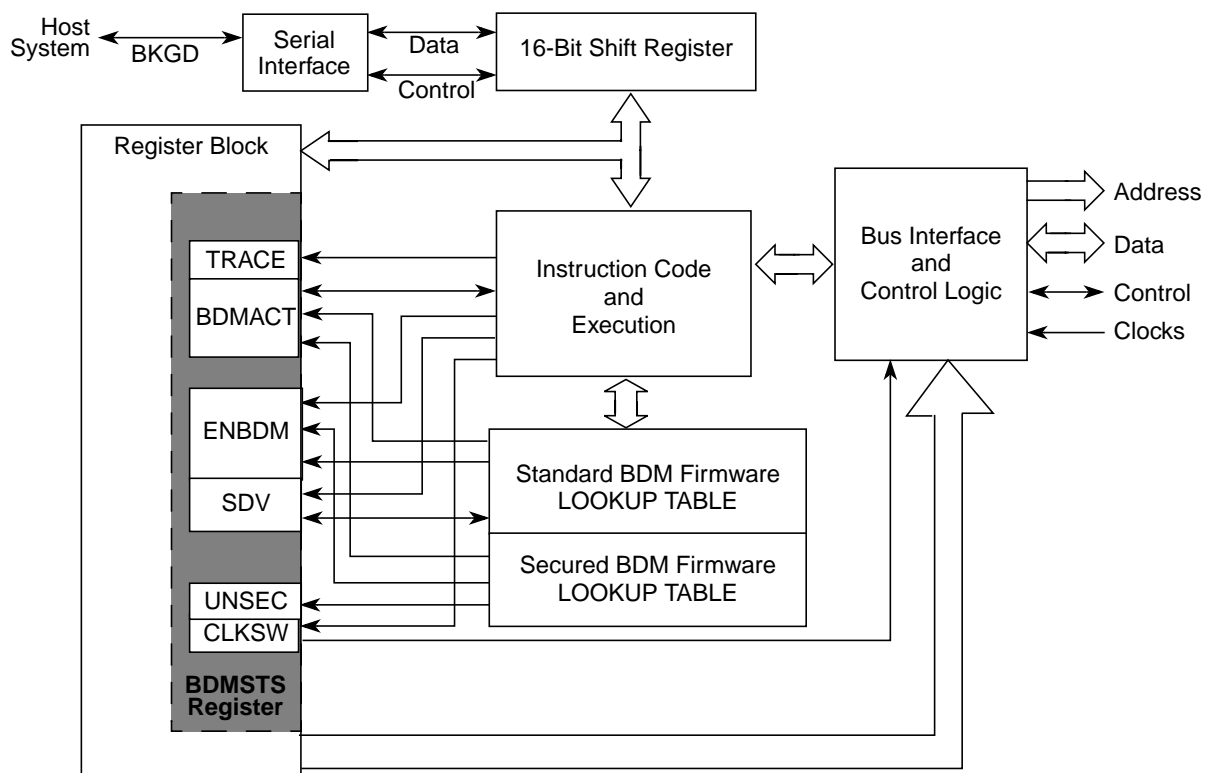 Host
System
BKGD
Serial
Interface
Data
Control
16-Bit Shift Register
Register Block
TRACE
BDMACT
ENBDM
SDV
UNSEC
CLKSW
BDMSTS
Register
Instruction Code
and
Execution
Standard BDM Firmware
LOOKUP TABLE
Secured BDM Firmware
LOOKUP TABLE
Bus Interface
and
Control Logic
Address
Data
Control
Clocks